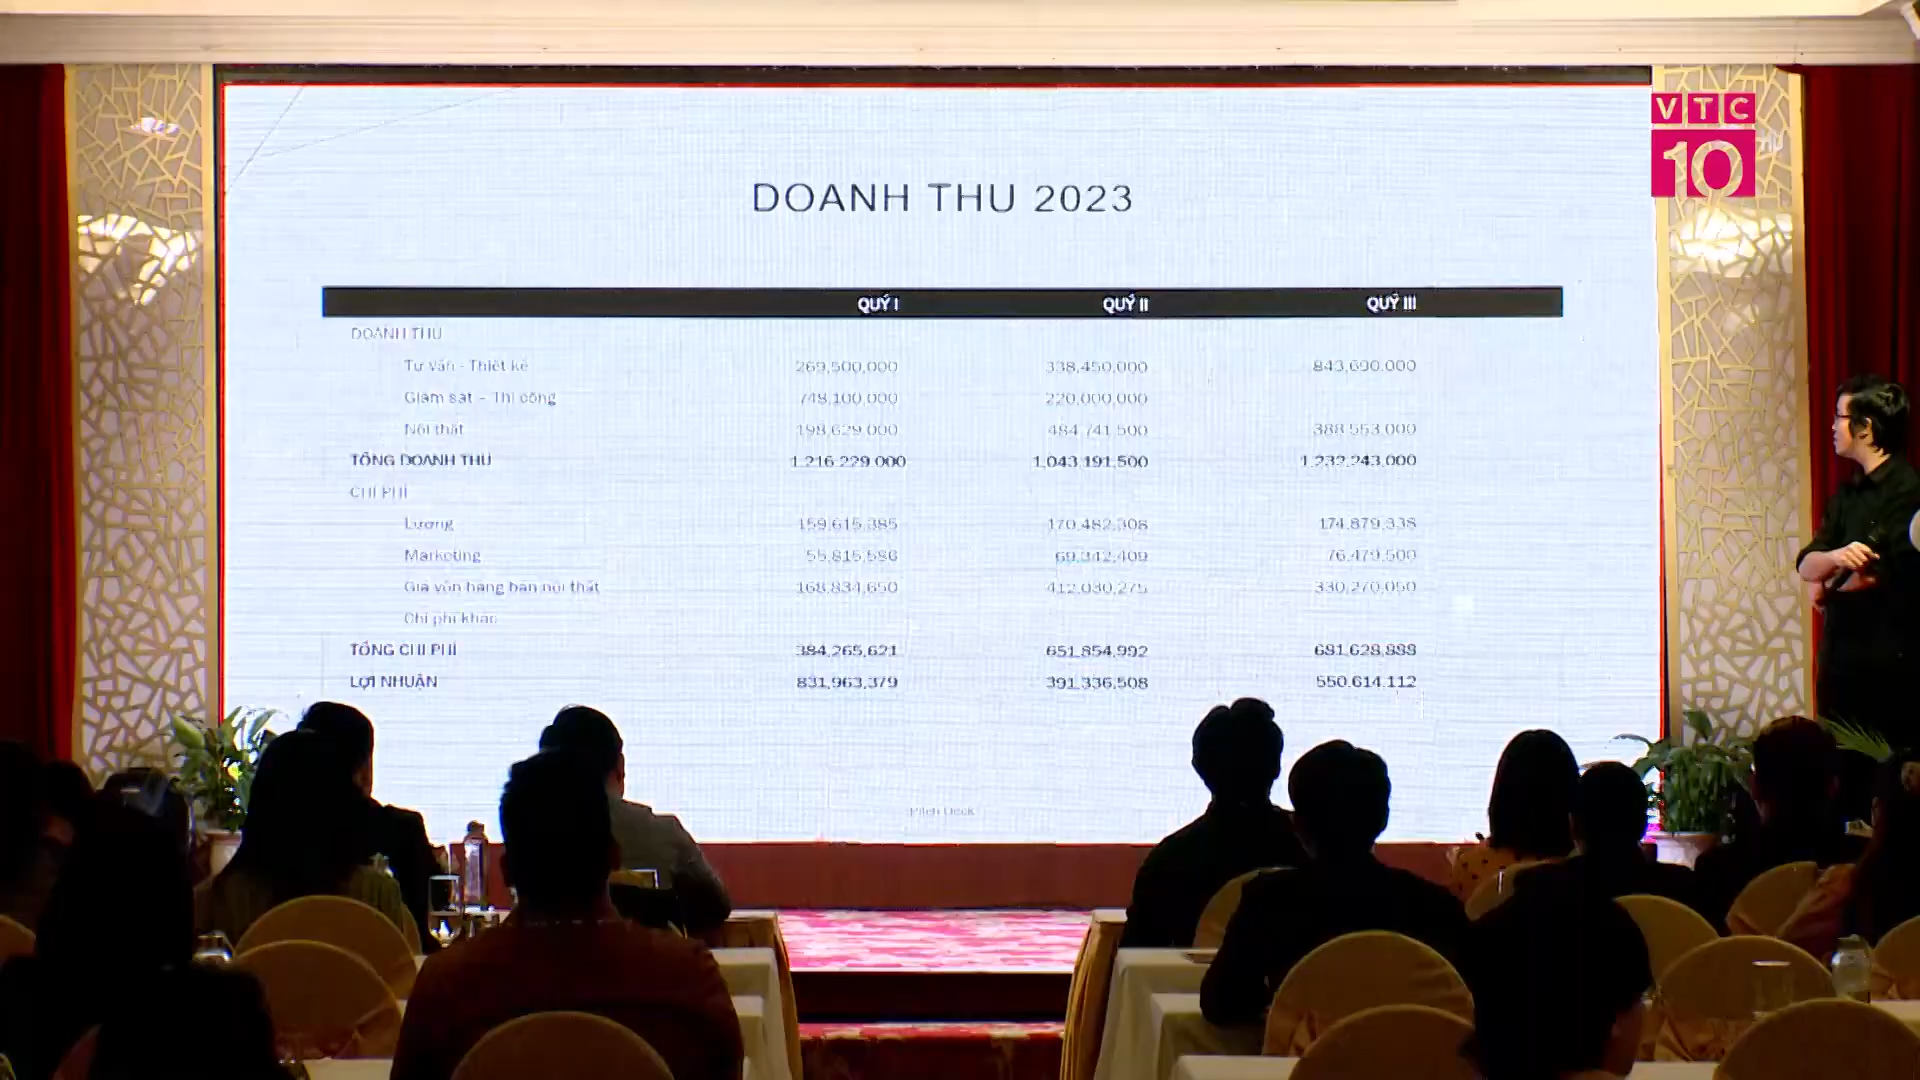 VTC
10
DOANH THU 2023
QUÝ I QUÝ II QUÝ III
DOANH THU
Tư vấn - Thiết kế 269,500,000 338,450,000 843,690,000
Giám sát – Thi công 748,100,000 220,000,000
Nội thất 198,629,000 484,741,500 388,553,000
TỔNG DOANH THU 1,216,229,000 1,043,191,500 1,232,243,000
CHI PHÍ
Lương 159,615,385 170,482,308 174,879,338
Marketing 55,815,586 69,342,409 76,479,500
Giá vốn hàng bán nội thất 168,834,650 412,030,275 330,270,050
Chi phí khác
TỔNG CHI PHÍ 384,265,621 651,854,992 681,628,888
LỢI NHUẬN 831,963,379 391,336,508 550,614,112
Pitch Deck